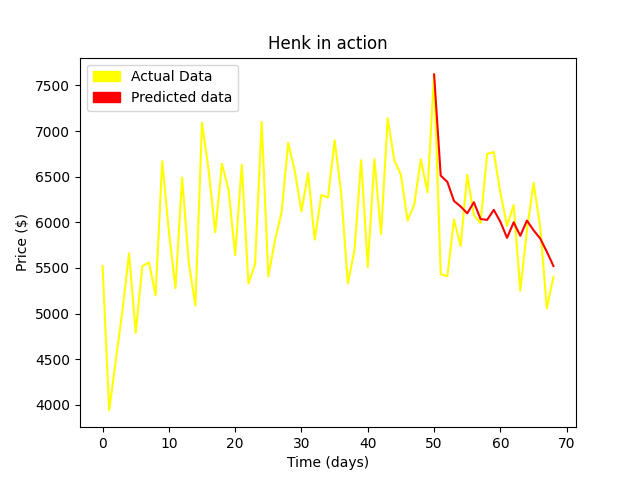 Henk in action
Actual Data
Predicted data
Price ($)
7500
7000
6500
6000
5500
5000
4500
4000
0 10 20 30 40 50 60 70
Time (days)